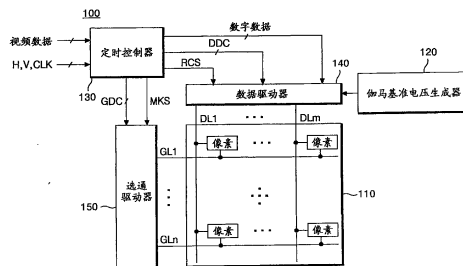 100
视频数据
H,V,CLK
定时控制器
130
数字数据
DDC
RCS
GDC
MKS
140
数据驱动器
120
伽马基准电压生成器
DL1
DLm
GL1
像素
像素
110
选通
驱动器
150
像素
像素
GLn